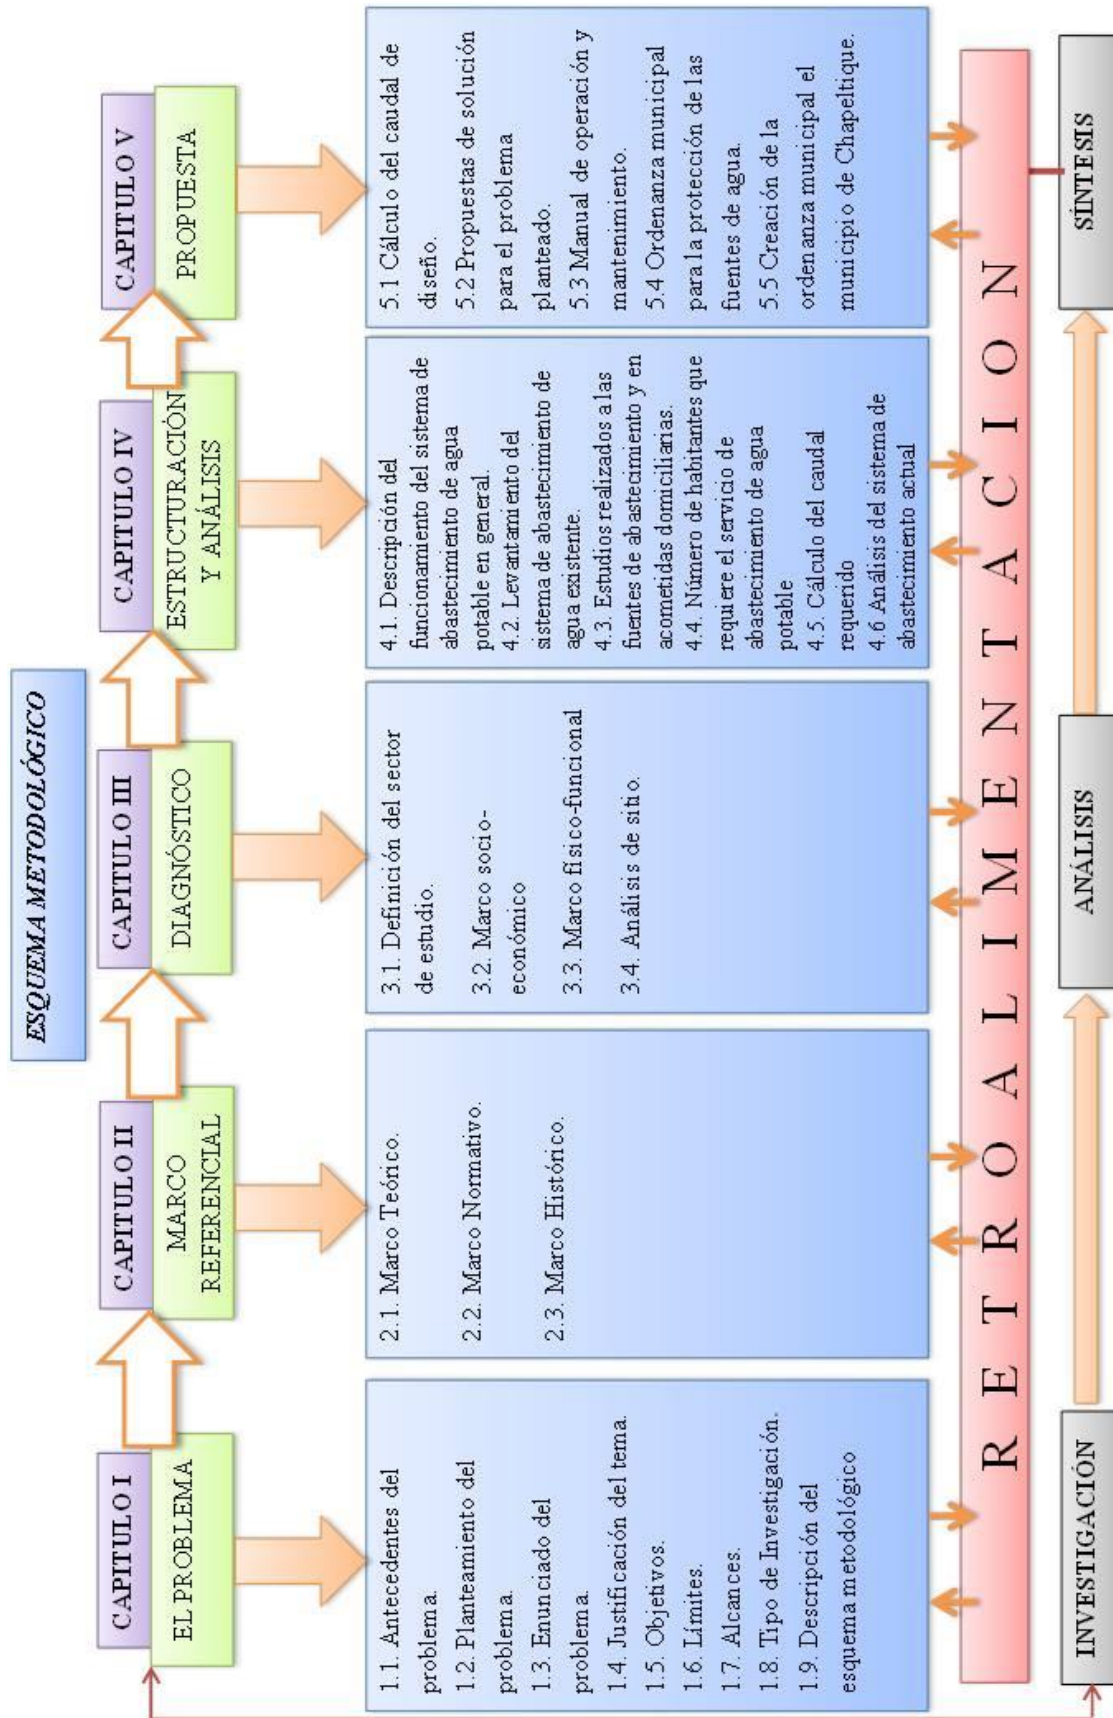 ESQUEMA METODOLÓGICO
CAPITULO I
EL PROBLEMA
1.1. Antecedentes del
problema.
1.2. Planteamiento del
problema.
1.3. Enunciado del
problema.
1.4. Justificación del tema.
1.5. Objetivos.
1.6. Límites.
1.7. Alcances.
1.8. Tipo de Investigación.
1.9. Descripción del
esquema metodológico
CAPITULO II
MARCO
REFERENCIAL
2.1. Marco Teórico.
2.2. Marco Normativo.
2.3. Marco Histórico.
CAPITULO III
DIAGNÓSTICO
3.1. Definición del sector
de estudio.
3.2. Marco socio-
económico
3.3. Marco físico-funcional
3.4. Análisis de sitio.
CAPITULO IV
ESTRUCTURACIÓN
Y ANÁLISIS
4.1. Descripción del
funcionamiento del sistema de
abastecimiento de agua
potable en general.
4.2. Levantamiento del
sistema de abastecimiento de
agua existente.
4.3. Estudios realizados a las
fuentes de abastecimiento y en
acometidas domiciliarias.
4.4. Número de habitantes que
requiere el servicio de
abastecimiento de agua
potable
4.5. Cálculo del caudal
requerido
4.6 Análisis del sistema de
abastecimiento actual
CAPITULO V
PROPUESTA
5.1 Cálculo del caudal de
diseño.
5.2 Propuestas de solución
para el problema
planteado.
5.3 Manual de operación y
mantenimiento.
5.4 Ordenanza municipal
para la protección de las
fuentes de agua.
5.5 Creación de la
ordenanza municipal el
municipio de Chapeltique.
RETROALIMENTACION
INVESTIGACIÓN
ANÁLISIS
SÍNTESIS